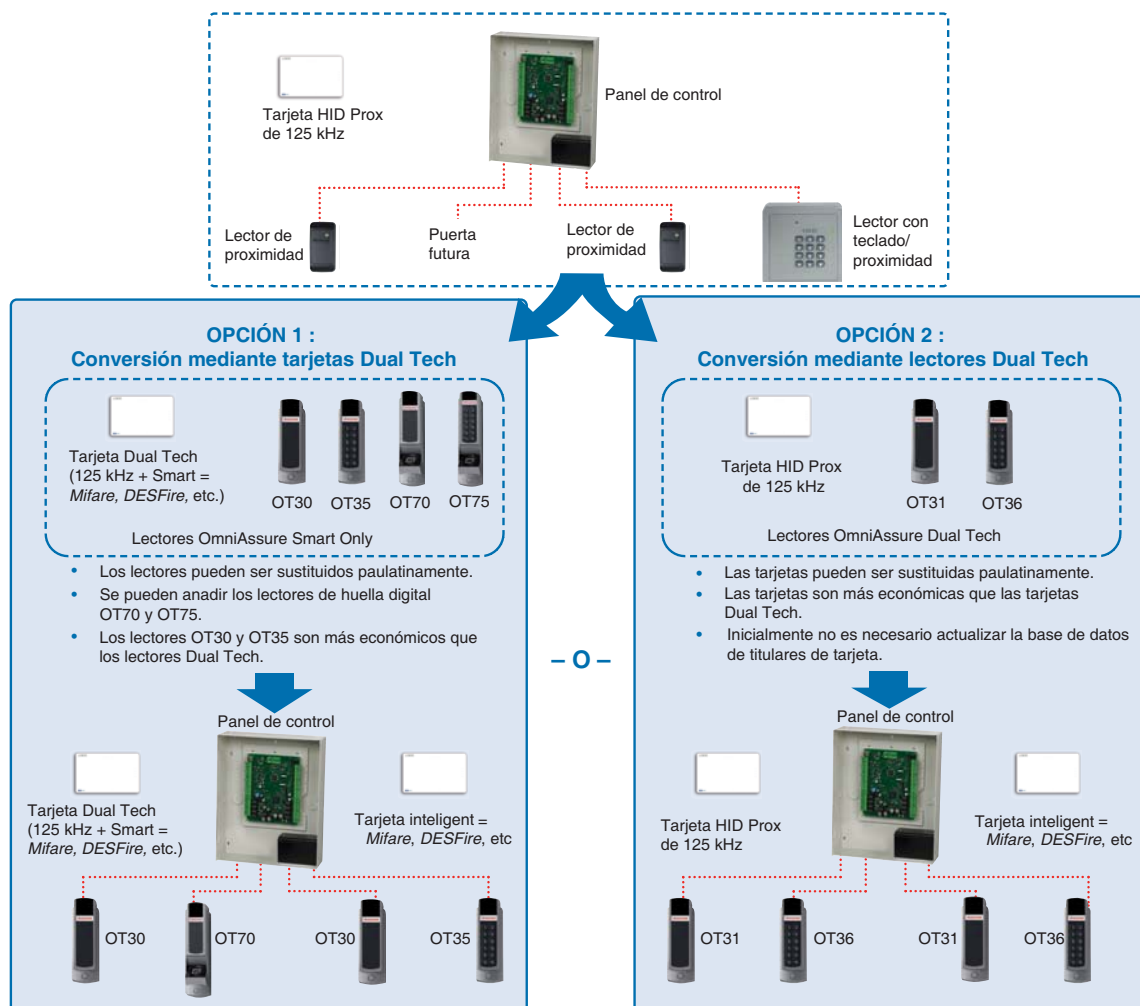 Tarjeta HID Prox
de 125 kHz
Panel de control
Lector de
proximidad
Puerta
futura
Lector de
proximidad
Lector con
teclado/
proximidad
OPCIÓN 1 :
Conversión mediante tarjetas Dual Tech
Tarjeta Dual Tech
(125 kHz + Smart =
Mifare, DESFire, etc.)
OT30
OT35
OT70
OT75
Lectores OmniAssure Smart Only
• Los lectores pueden ser sustituidos paulatinamente.
• Se pueden anadir los lectores de huella digital
OT70 y OT75.
• Los lectores OT30 y OT35 son más económicos que
los lectores Dual Tech.
Panel de control
Tarjeta Dual Tech
(125 kHz + Smart =
Mifare, DESFire, etc.)
Tarjeta inteligent =
Mifare, DESFire, etc
OT30
OT70
OT30
OT35
– O –
OPCIÓN 2 :
Conversión mediante lectores Dual Tech
Tarjeta HID Prox
de 125 kHz
OT31
OT36
Lectores OmniAssure Dual Tech
• Las tarjetas pueden ser sustituidas paulatinamente.
• Las tarjetas son más económicas que las tarjetas
Dual Tech.
• Inicialmente no es necesario actualizar la base de datos
de titulares de tarjeta.
Panel de control
Tarjeta HID Prox
de 125 kHz
Tarjeta inteligent =
Mifare, DESFire, etc
OT31
OT36
OT31
OT36